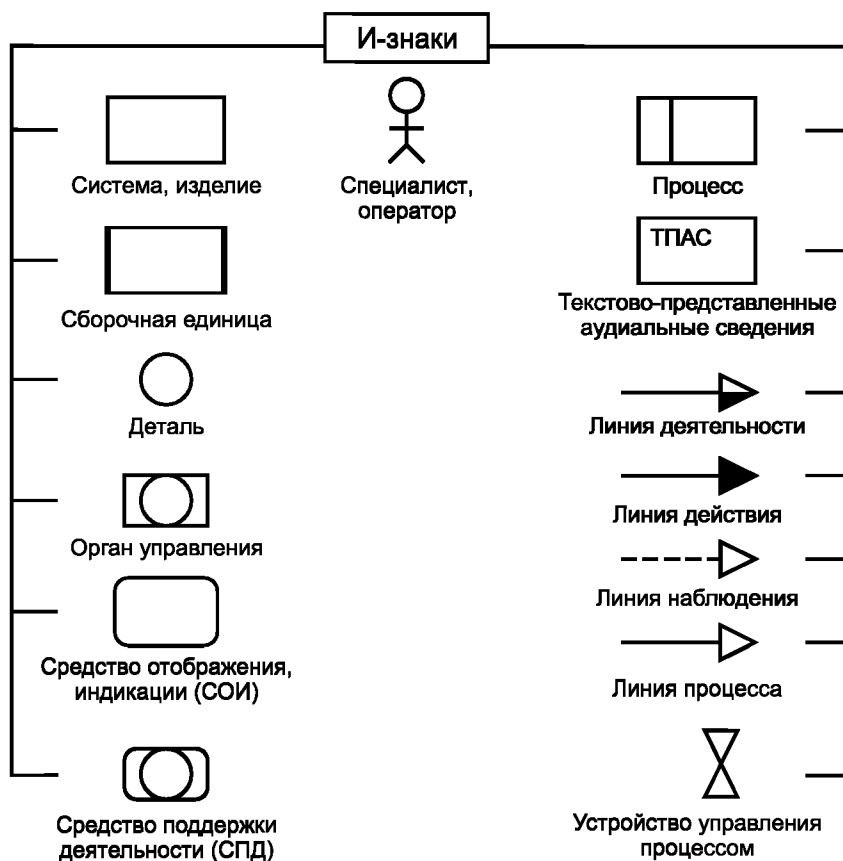 И-знаки
Система, изделие
Специалист,
оператор
Процесс
Сборочная единица
ТПАС
Текстово-представленные
аудиальные сведения
Деталь
Линия деятельности
Орган управления
Линия действия
Линия наблюдения
Средство отображения,
индикации (СОИ)
Линия процесса
Средство поддержки
деятельности (СПД)
Устройство управления
процессом